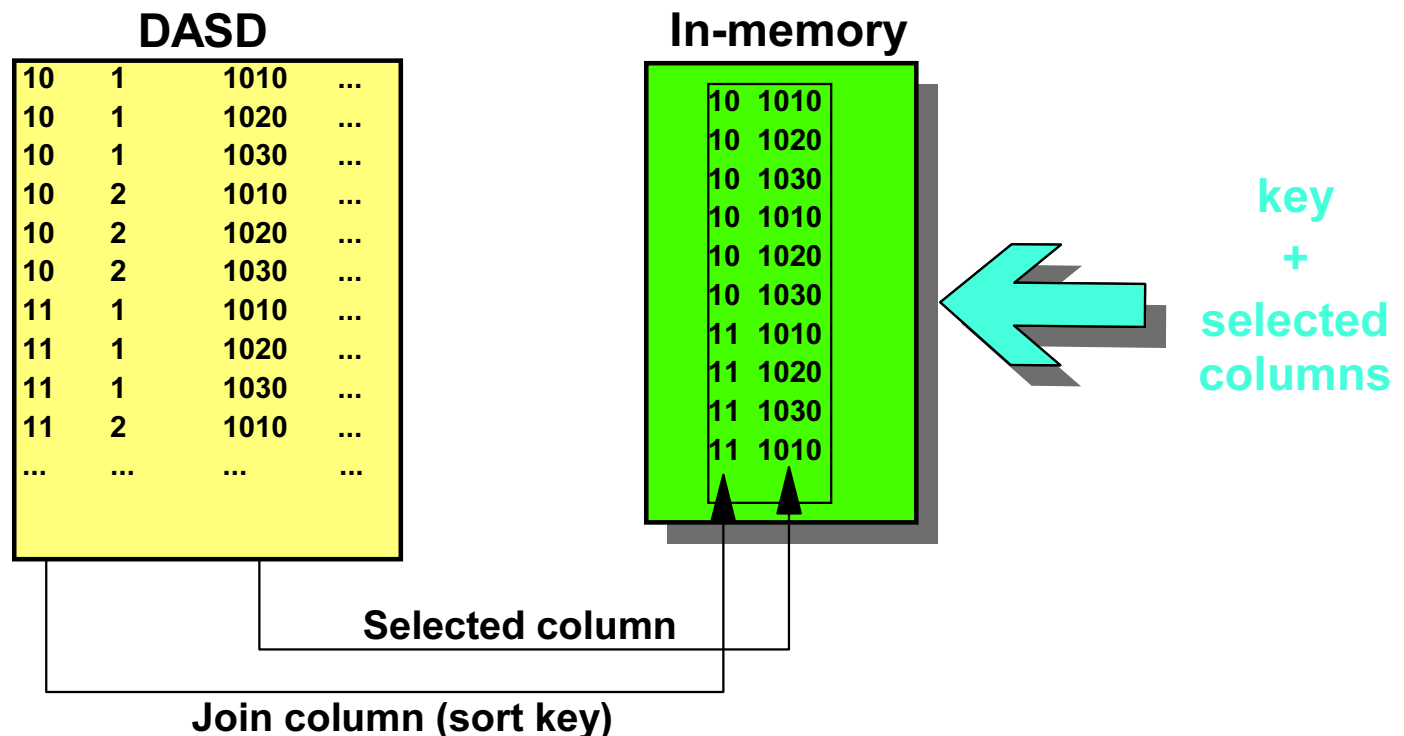 DASD
10 1 1010 ...
10 1 1020 ...
10 1 1030 ...
10 2 1010 ...
10 2 1020 ...
10 2 1030 ...
11 1 1010 ...
11 1 1020 ...
11 1 1030 ...
11 2 1010 ...
... ... ... ...
In-memory
10 1010
10 1020
10 1030
10 1010
10 1020
10 1030
11 1010
11 1020
11 1030
11 1010
key
+
selected
columns
Selected column
Join column (sort key)